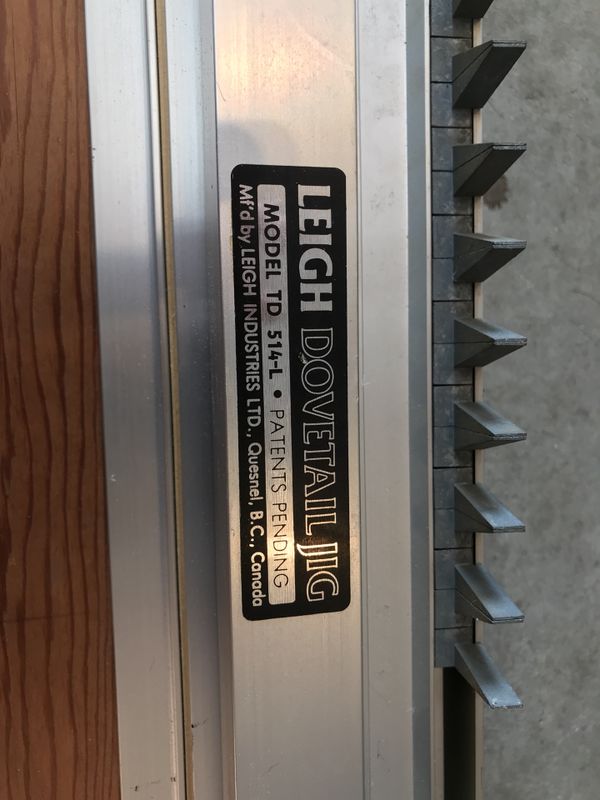 LEIGH DOVETAIL JIG
MODEL TD 514-L • PATENTS PENDING
Mf'd by LEIGH INDUSTRIES LTD., Quesnel, B.C., Canada